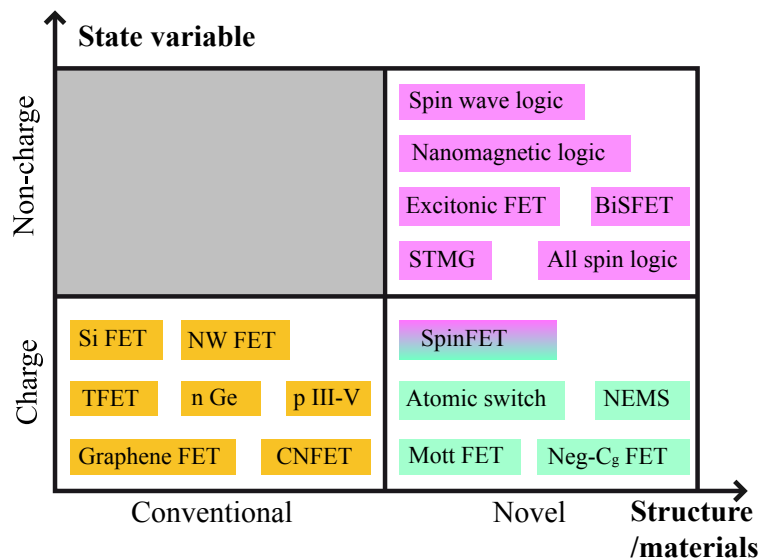 State variable
Non-charge
Spin wave logic
Nanomagnetic logic
Excitonic FET
BiSFET
STMG
All spin logic
Charge
Si FET
NW FET
TFET
n Ge
p III-V
Graphene FET
CNFET
SpinFET
Atomic switch
NEMS
Mott FET
Neg-Cg FET
Conventional
Novel
Structure
/materials